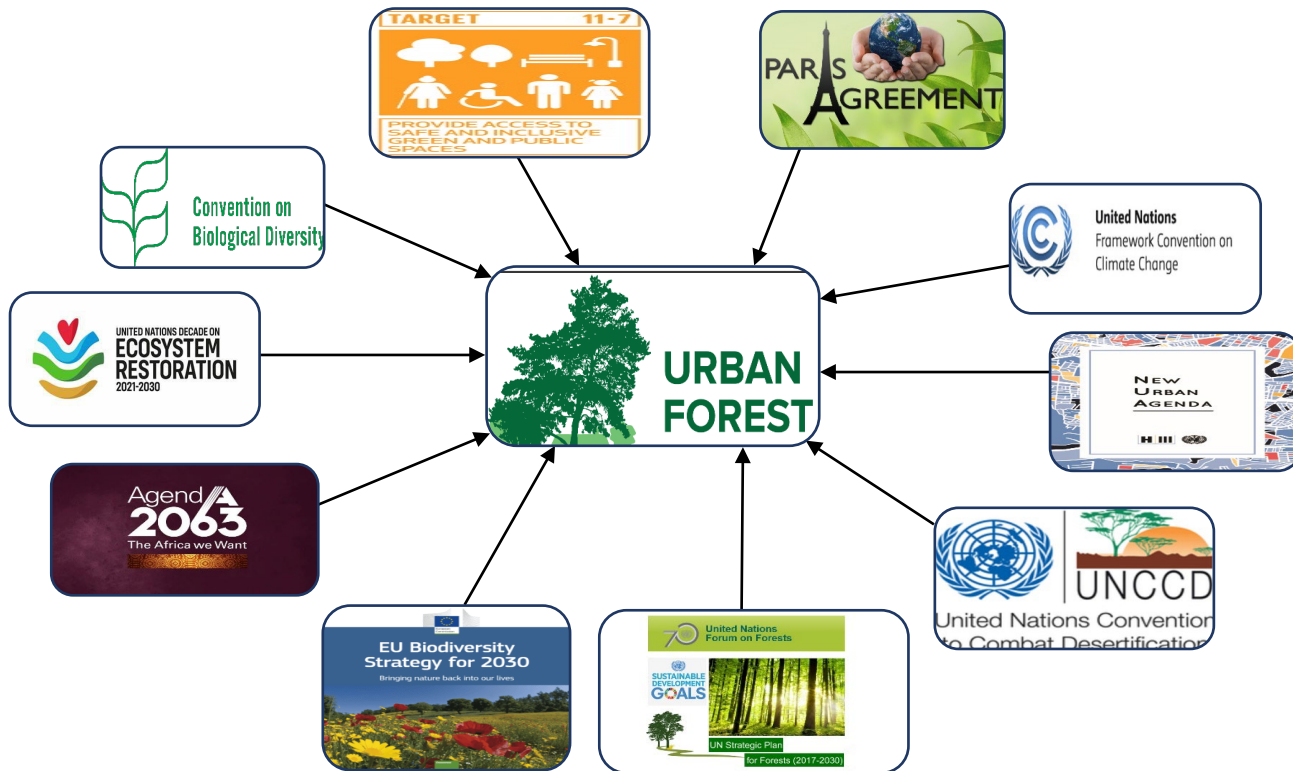 TARGET 11·7
PROVIDE ACCESS TO
SAFE AND INCLUSIVE
GREEN AND PUBLIC
SPACES
PARIS
AGREEMENT
Convention on
Biological Diversity
United Nations
Framework Convention on
Climate Change
UNITED NATIONS DECADE ON
ECOSYSTEM
RESTORATION
2021-2030
URBAN
FOREST
NEW
URBAN
AGENDA
H III
AgendA
2063
The Africa we Want
UNCCD
United Nations Convention
to Combat Desertification
EU Biodiversity
Strategy for 2030
Bringing nature back into our lives
70
United Nations
Forum on Forests
SUSTAINABLE
DEVELOPMENT
GOALS
UN Strategic Plan
for Forests (2017-2030)